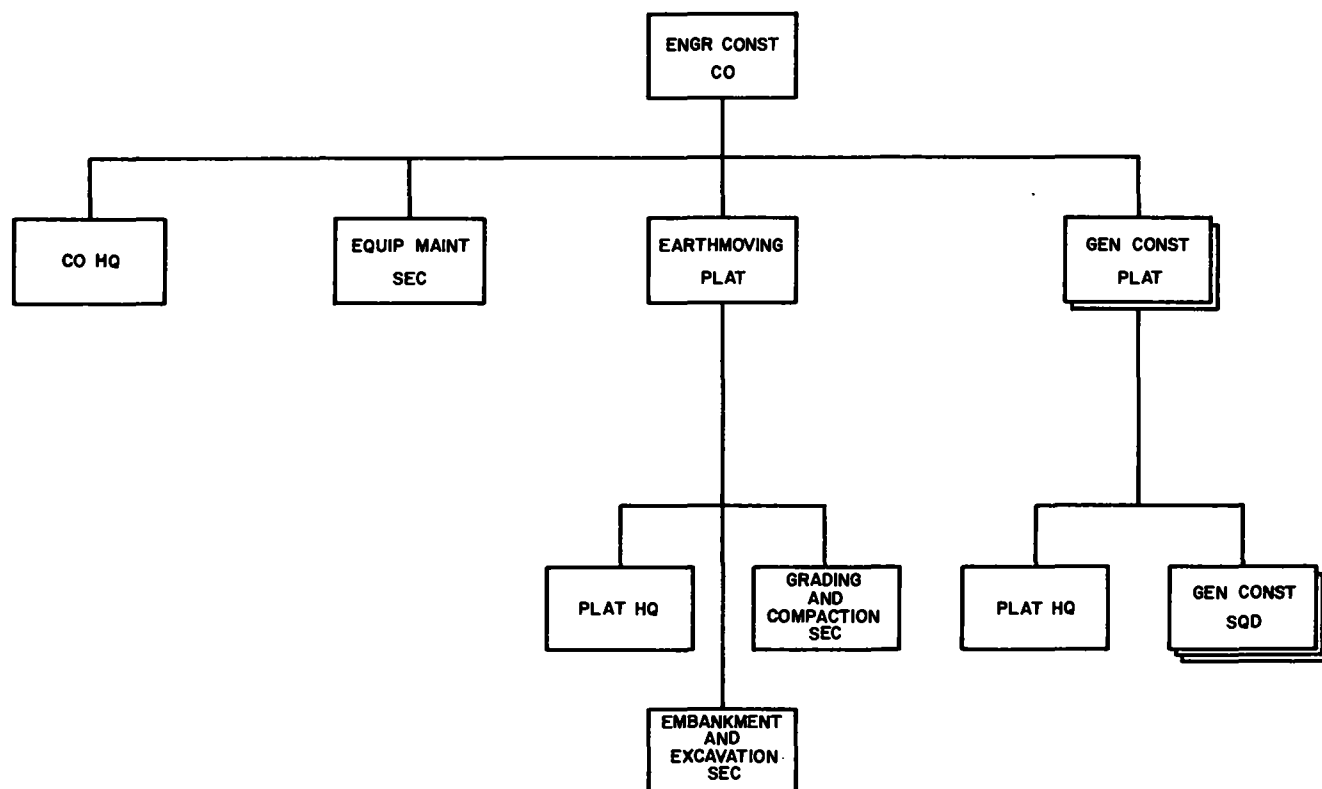 ENGR CONST
CO
CO HQ
EQUIP MAINT
SEC
EARTHMOVING
PLAT
GEN CONST
PLAT
PLAT HQ
GRADING
AND
COMPACTION
SEC
PLAT HQ
GEN CONST
SQD
EMBANKMENT
AND
EXCAVATION
SEC